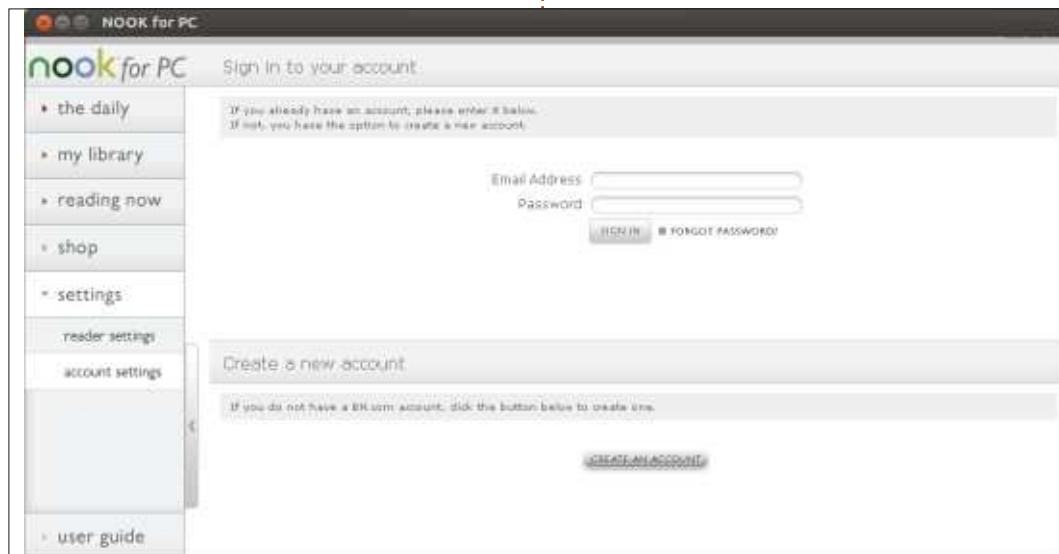 NOOK for PC
nook for PC
Sign in to your account
the daily
my library
reading now
shop
settings
reader settings
account settings
user guide
If you already have an account, please enter it below.
If not, you have the option to create a new account.
Email Address
Password
SIGN IN
FORGOT PASSWORD?
Create a new account
If you do not have a BN.com account, click the button below to create one.
CREATE AN ACCOUNT